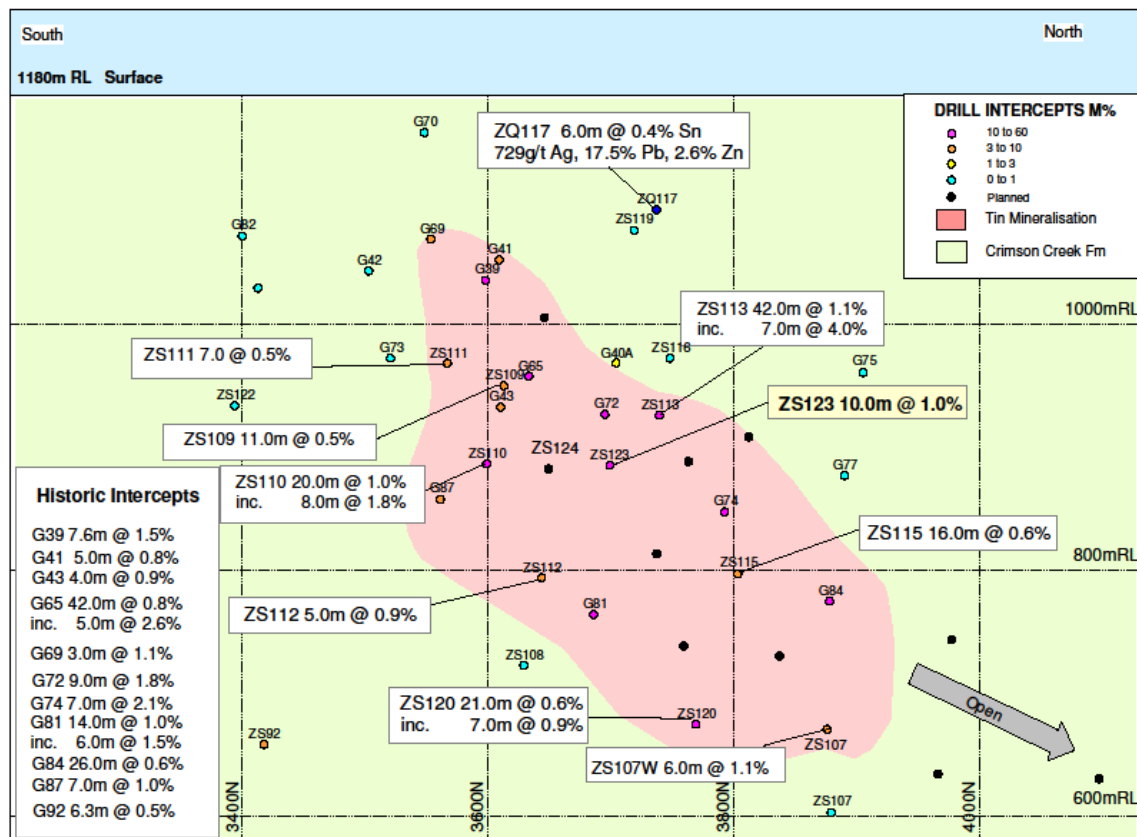 South
North
1180m RL Surface
DRILL INTERCEPTS M%
10 to 60
3 to 10
1 to 3
0 to 1
Planned
Tin Mineralisation
Crimson Creek Fm
G70
ZQ117 6.0m @ 0.4% Sn
729g/t Ag, 17.5% Pb, 2.6% Zn
ZQ117
ZS119
G82
G69
G41
G42
G39
ZS113 42.0m @ 1.1%
inc. 7.0m @ 4.0%
1000mRL
ZS111 7.0 @ 0.5%
G73
ZS111
G65
ZS109
G40A
ZS118
G75
ZS122
G43
G72
ZS113
ZS123 10.0m @ 1.0%
ZS109 11.0m @ 0.5%
ZS110
ZS124
ZS123
G77
ZS110 20.0m @ 1.0%
inc. 8.0m @ 1.8%
G87
G74
ZS115 16.0m @ 0.6%
800mRL
ZS112
ZS115
ZS112 5.0m @ 0.9%
G81
G84
ZS108
Historic Intercepts
G39 7.6m @ 1.5%
G41 5.0m @ 0.8%
G43 4.0m @ 0.9%
G65 42.0m @ 0.8%
inc. 5.0m @ 2.6%
G69 3.0m @ 1.1%
G72 9.0m @ 1.8%
G74 7.0m @ 2.1%
G81 14.0m @ 1.0%
inc. 6.0m @ 1.5%
G84 26.0m @ 0.6%
G87 7.0m @ 1.0%
G92 6.3m @ 0.5%
ZS120 21.0m @ 0.6%
inc. 7.0m @ 0.9%
ZS120
ZS92
ZS107
ZS107W 6.0m @ 1.1%
Open
ZS107
600mRL
3400N
3600N
3800N
4000N